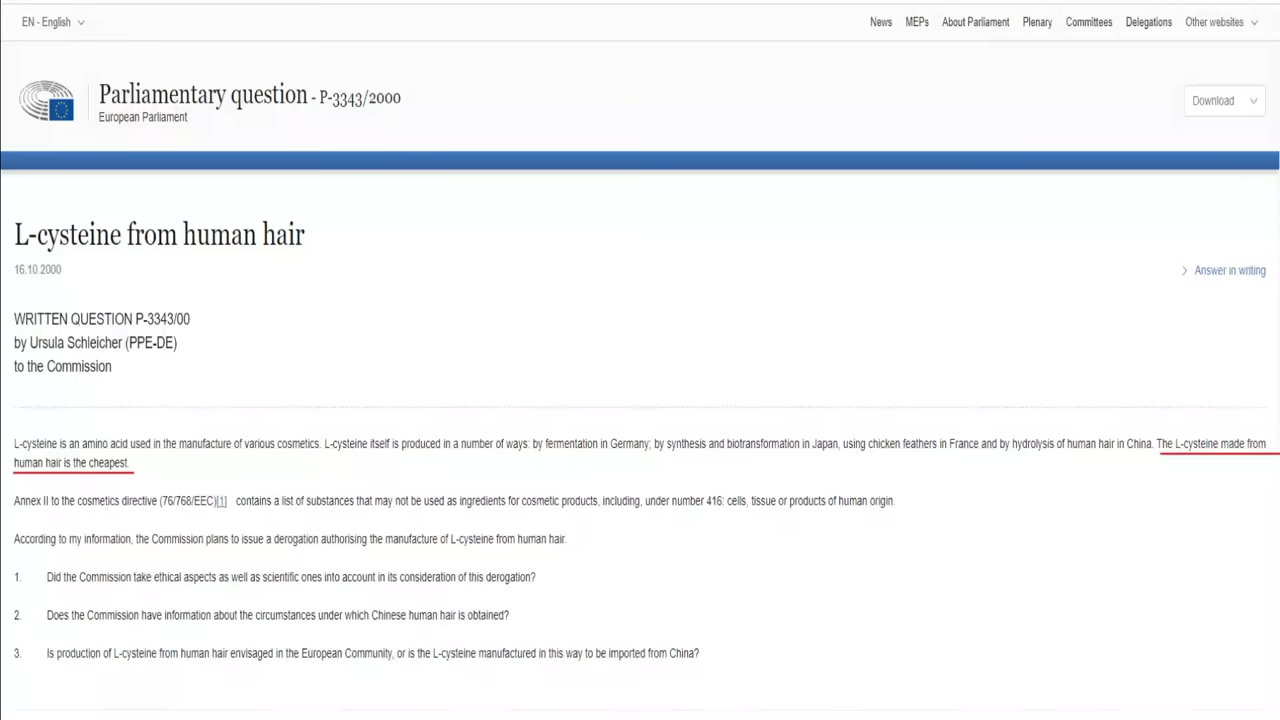 EN - English
News MEPs About Parliament Plenary Committees Delegations Other websites
Parliamentary question - P-3343/2000
European Parliament
Download
L-cysteine from human hair
16.10.2000
Answer in writing
WRITTEN QUESTION P-3343/00
by Ursula Schleicher (PPE-DE)
to the Commission
L-cysteine is an amino acid used in the manufacture of various cosmetics. L-cysteine itself is produced in a number of ways: by fermentation in Germany; by synthesis and biotransformation in Japan, using chicken feathers in France and by hydrolysis of human hair in China. The L-cysteine made from
human hair is the cheapest.
Annex II to the cosmetics directive (76/768/EEC)[1] contains a list of substances that may not be used as ingredients for cosmetic products, including, under number 416: cells, tissue or products of human origin.
According to my information, the Commission plans to issue a derogation authorising the manufacture of L-cysteine from human hair.
1. Did the Commission take ethical aspects as well as scientific ones into account in its consideration of this derogation?
2. Does the Commission have information about the circumstances under which Chinese human hair is obtained?
3. Is production of L-cysteine from human hair envisaged in the European Community, or is the L-cysteine manufactured in this way to be imported from China?